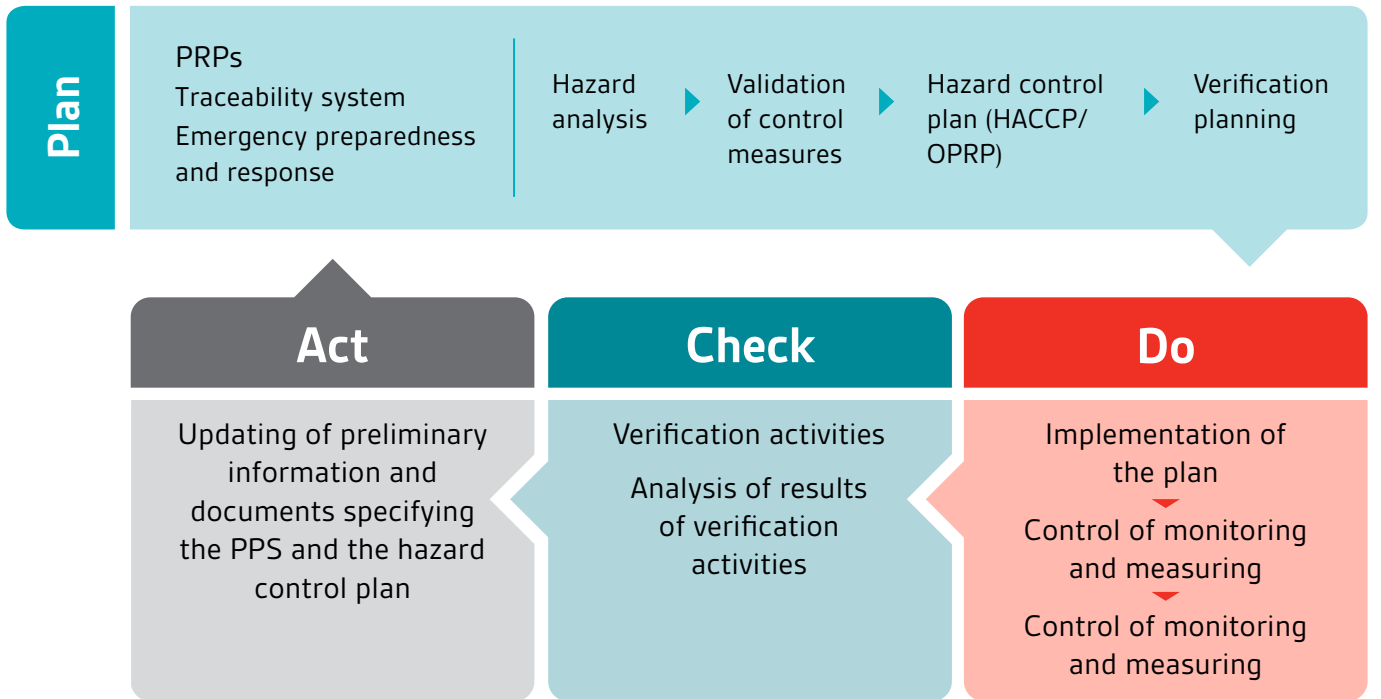 Plan
PRPs
Traceability system
Emergency preparedness
and response
Hazard
analysis
Validation
of control
measures
Hazard control
plan (HACCP/
OPRP)
Verification
planning
Act
Updating of preliminary
information and
documents specifying
the PPS and the hazard
control plan
Check
Verification activities
Analysis of results
of verification
activities
Do
Implementation of
the plan
Control of monitoring
and measuring
Control of monitoring
and measuring